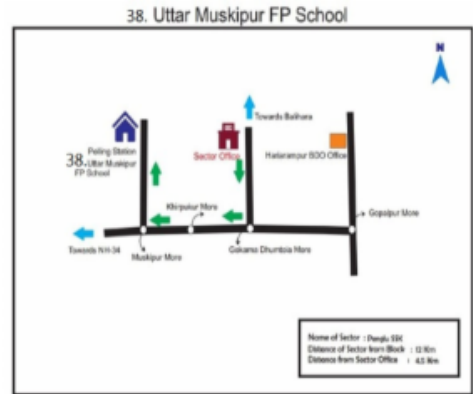 38. Uttar Muskipur FP School
N
Towards Balihara
Polling Station
38. Uttar Muskipur
FP School
Sector Office
Harirampur BDO Office
Khirpukur More
Gopalpur More
Towards NH-34
Muskipur More
Gokarna Dhumtola More
Name of Sector : Panglu SSK
Distance of Sector from Block : 12 Km
Distance from Sector Office : 4.5 Km